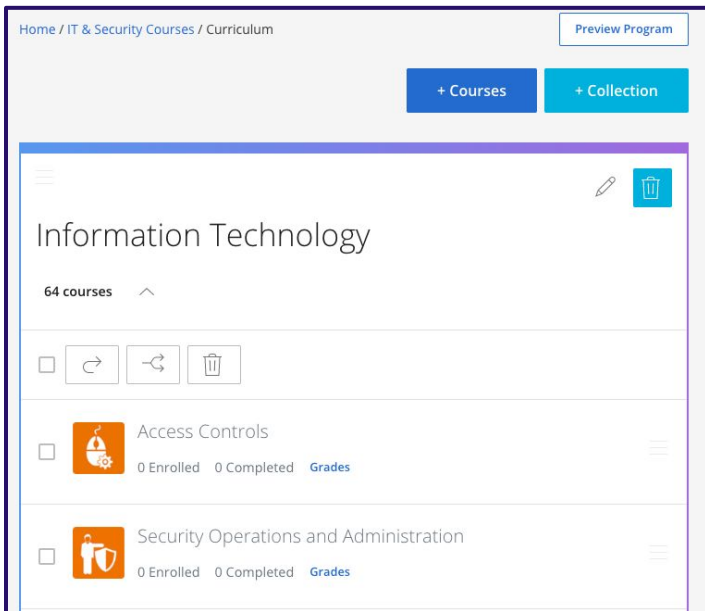 Home / IT & Security Courses / Curriculum
Preview Program
+ Courses
+ Collection
Information Technology
64 courses
Access Controls
0 Enrolled 0 Completed Grades
Security Operations and Administration
0 Enrolled 0 Completed Grades